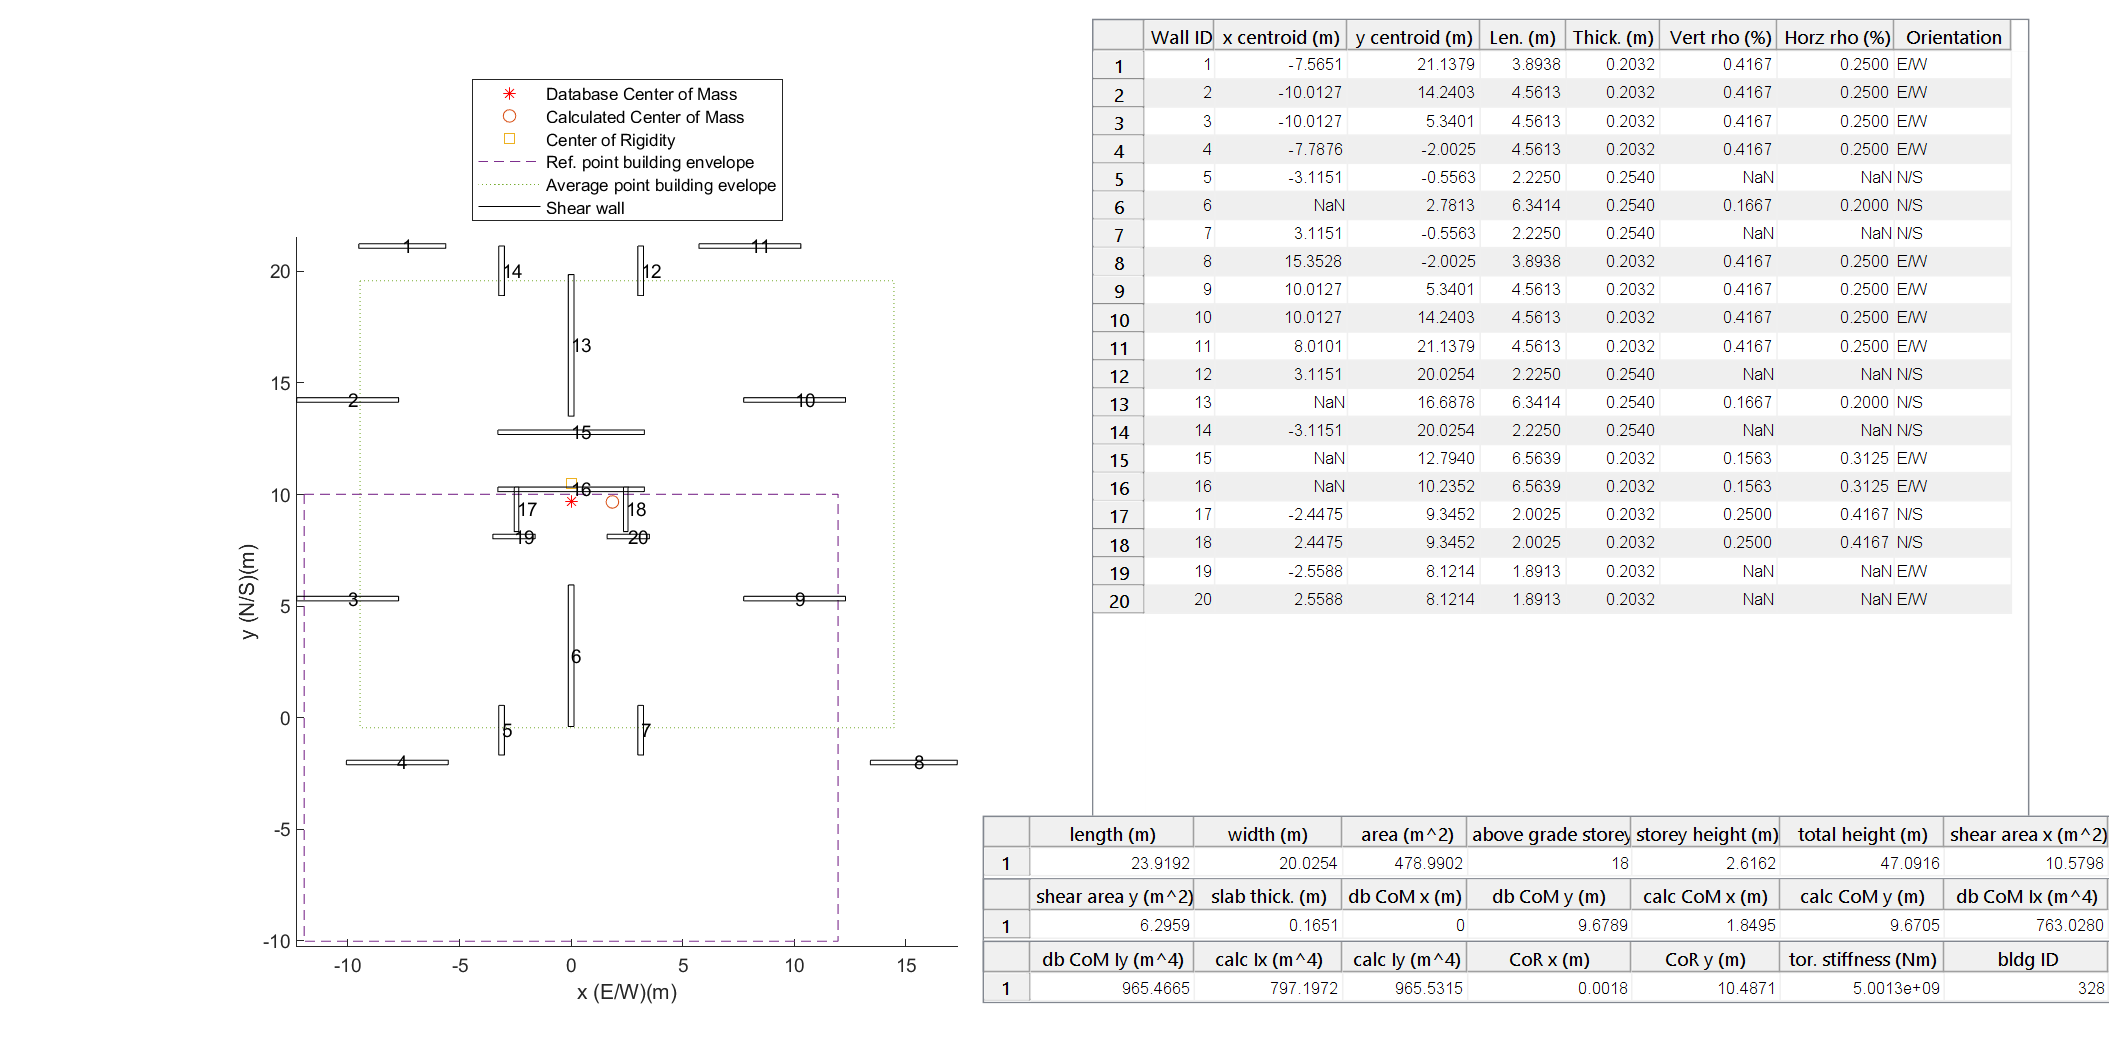 Database Center of Mass
Calculated Center of Mass
Center of Rigidity
Ref. point building envelope
Average point building evelope
Shear wall
1 11
14 12
20
13
15
2 10
15
10
16
17 18
19 20
y (N/S)(m)
5
3 9
6
0
5 7
4 8
-5
-10
-10 -5 0 5 10 15
x (E/W)(m)
Wall ID x centroid (m) y centroid (m) Len. (m) Thick. (m) Vert rho (%) Horz rho (%) Orientation
1 1 -7.5651 21.1379 3.8938 0.2032 0.4167 0.2500 E/W
2 2 -10.0127 14.2403 4.5613 0.2032 0.4167 0.2500 E/W
3 3 -10.0127 5.3401 4.5613 0.2032 0.4167 0.2500 E/W
4 4 -7.7876 -2.0025 4.5613 0.2032 0.4167 0.2500 E/W
5 5 -3.1151 -0.5563 2.2250 0.2540 NaN NaN N/S
6 6 NaN 2.7813 6.3414 0.2540 0.1667 0.2000 N/S
7 7 3.1151 -0.5563 2.2250 0.2540 NaN NaN N/S
8 8 15.3528 -2.0025 3.8938 0.2032 0.4167 0.2500 E/W
9 9 10.0127 5.3401 4.5613 0.2032 0.4167 0.2500 E/W
10 10 10.0127 14.2403 4.5613 0.2032 0.4167 0.2500 E/W
11 11 8.0101 21.1379 4.5613 0.2032 0.4167 0.2500 E/W
12 12 3.1151 20.0254 2.2250 0.2540 NaN NaN N/S
13 13 NaN 16.6878 6.3414 0.2540 0.1667 0.2000 N/S
14 14 -3.1151 20.0254 2.2250 0.2540 NaN NaN N/S
15 15 NaN 12.7940 6.5639 0.2032 0.1563 0.3125 E/W
16 16 NaN 10.2352 6.5639 0.2032 0.1563 0.3125 E/W
17 17 -2.4475 9.3452 2.0025 0.2032 0.2500 0.4167 N/S
18 18 2.4475 9.3452 2.0025 0.2032 0.2500 0.4167 N/S
19 19 -2.5588 8.1214 1.8913 0.2032 NaN NaN E/W
20 20 2.5588 8.1214 1.8913 0.2032 NaN NaN E/W
length (m) width (m) area (m^2) above grade storey storey height (m) total height (m) shear area x (m^2)
1 23.9192 20.0254 478.9902 18 2.6162 47.0916 10.5798
shear area y (m^2) slab thick. (m) db CoM x (m) db CoM y (m) calc CoM x (m) calc CoM y (m) db CoM Ix (m^4)
1 6.2959 0.1651 0 9.6789 1.8495 9.6705 763.0280
db CoM Iy (m^4) calc Ix (m^4) calc Iy (m^4) CoR x (m) CoR y (m) tor. stiffness (Nm) bldg ID
1 965.4665 797.1972 965.5315 0.0018 10.4871 5.0013e+09 328